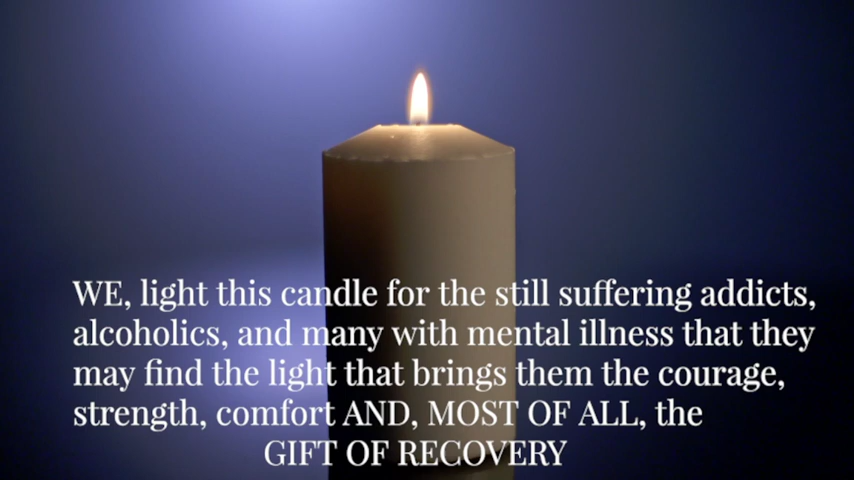 WE, light this candle for the still suffering addicts,
alcoholics, and many with mental illness that they
may find the light that brings them the courage,
strength, comfort AND, MOST OF ALL, the
GIFT OF RECOVERY